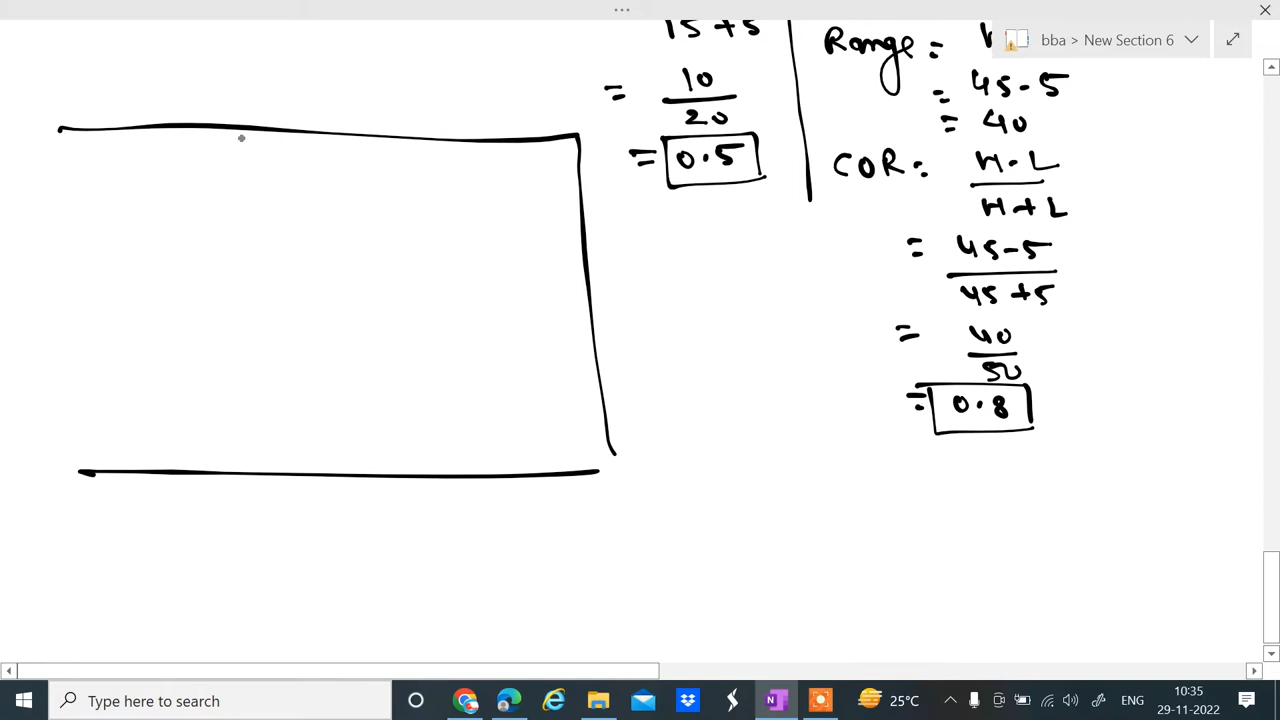 bba > New Section 6
15 + 5
= 10
20
= 0.5
Range =
= 45 - 5
= 40
COR = H - L
H + L
= 45 - 5
45 + 5
= 40
50
= 0.8
Type here to search
25°C
ENG
10:35
29-11-2022